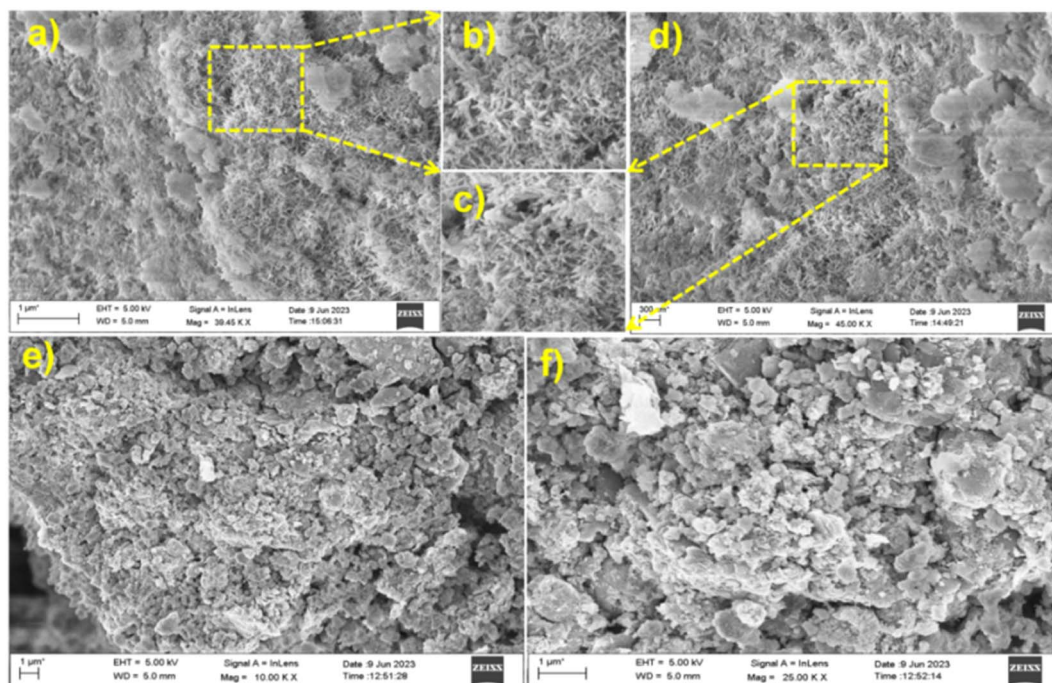 a)
b)
c)
d)
1 µm*
EHT = 5.00 kV
Signal A = InLens
Date :9 Jun 2023
WD = 5.0 mm
Mag = 39.45 K X
Time :15:06:31
ZEISS
300 nm
EHT = 5.00 kV
Signal A = InLens
Date :9 Jun 2023
WD = 5.0 mm
Mag = 45.00 K X
Time :14:49:21
ZEISS
e)
f)
1 µm*
EHT = 5.00 kV
Signal A = InLens
Date :9 Jun 2023
WD = 5.0 mm
Mag = 10.00 K X
Time :12:51:28
ZEISS
1 µm*
EHT = 5.00 kV
Signal A = InLens
Date :9 Jun 2023
WD = 5.0 mm
Mag = 25.00 K X
Time :12:52:14
ZEISS